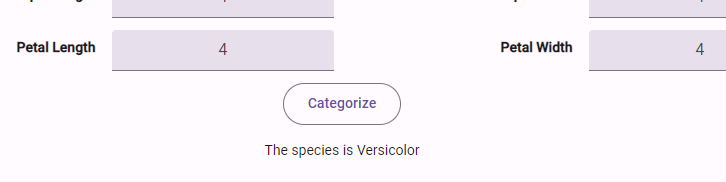 Petal Length 4 Petal Width 4
Categorize
The species is Versicolor